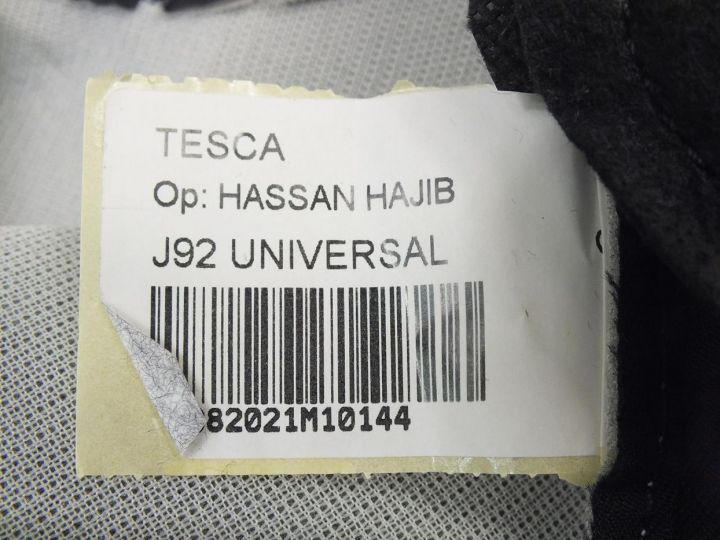 TESCA
Op: HASSAN HAJIB
J92 UNIVERSAL
82021M10144